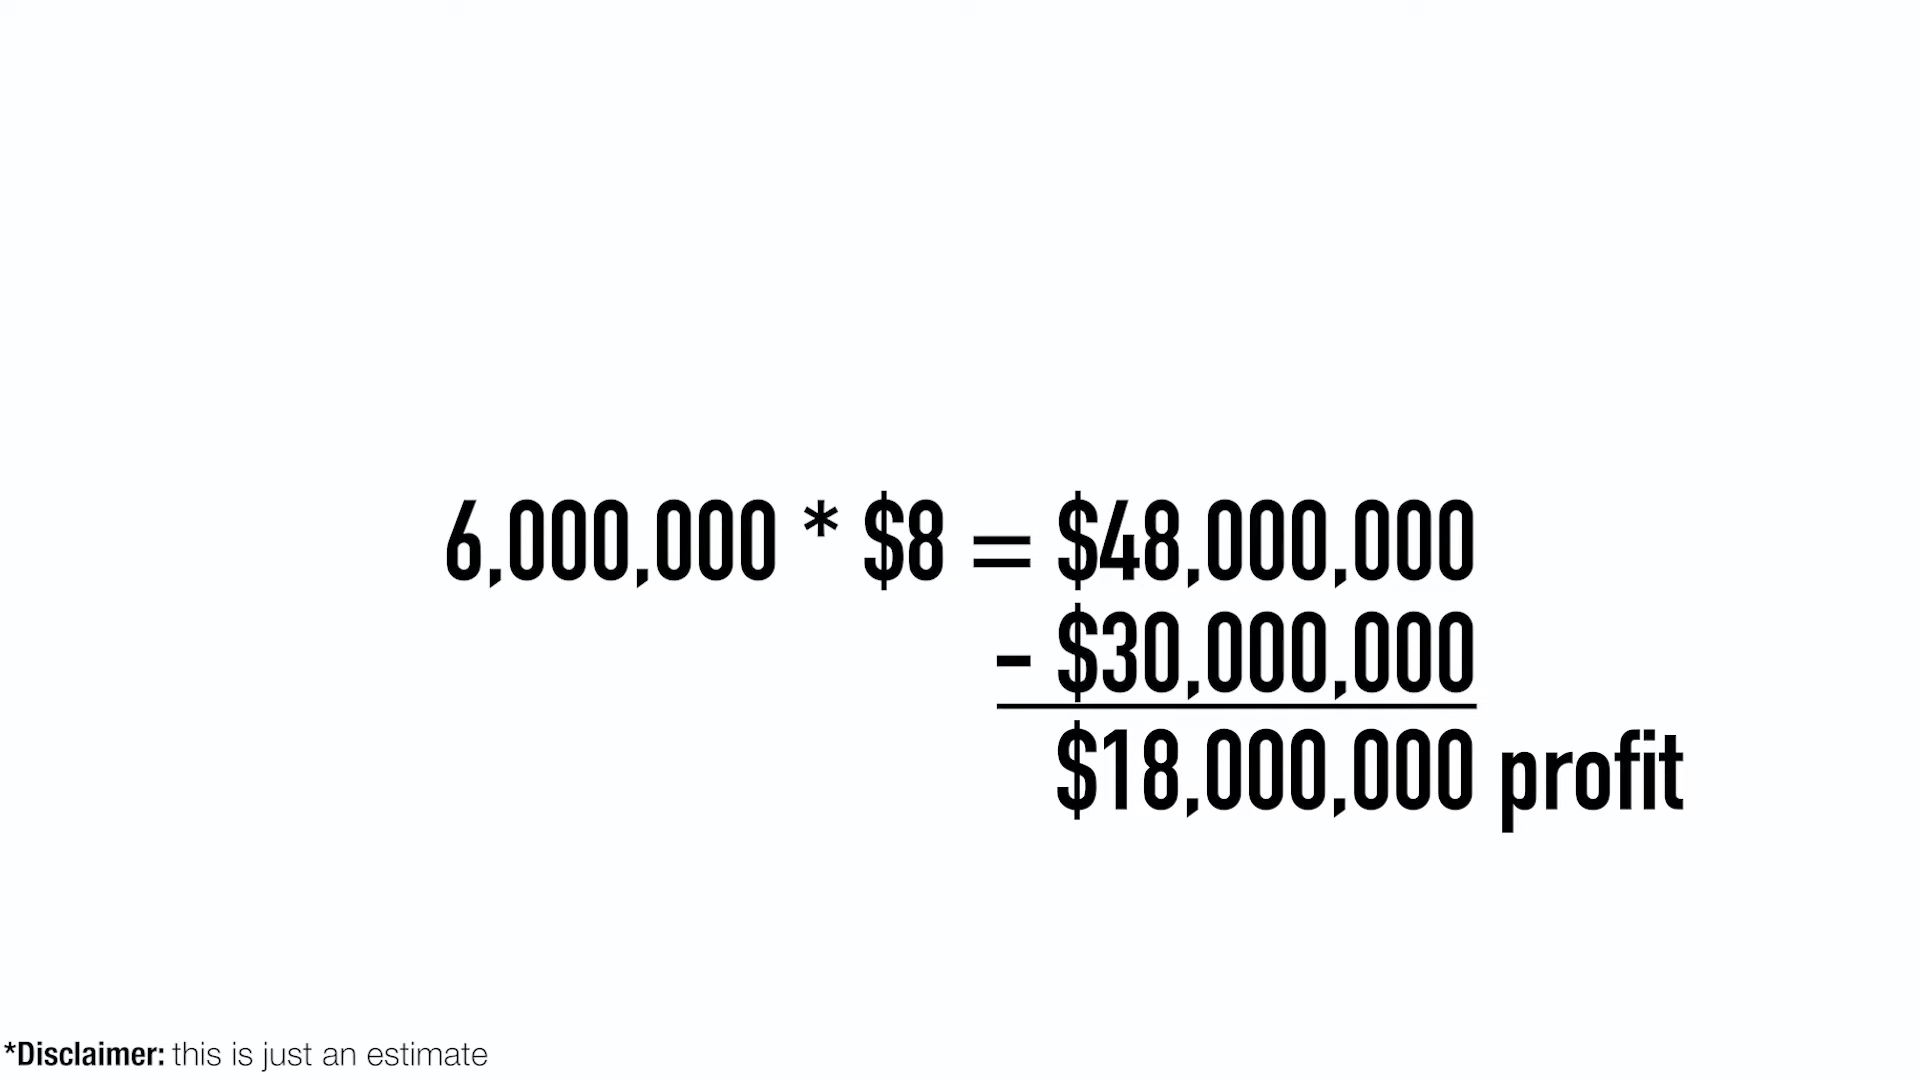 6,000,000 * $8 = $48,000,000
- $30,000,000
$18,000,000 profit
*Disclaimer: this is just an estimate